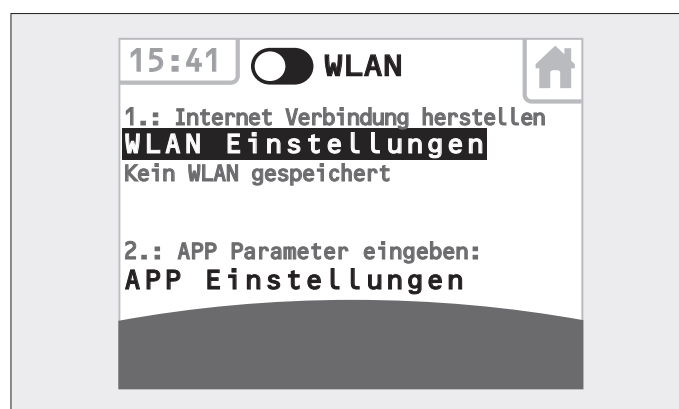 15:41 WLAN
1.: Internet Verbindung herstellen
WLAN Einstellungen
Kein WLAN gespeichert
2.: APP Parameter eingeben:
APP Einstellungen